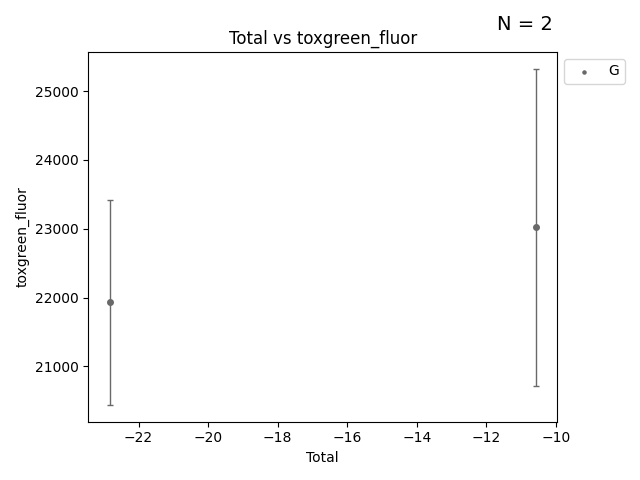 N = 2
Total vs toxgreen_fluor
G
25000
24000
23000
22000
21000
toxgreen_fluor
−22 −20 −18 −16 −14 −12 −10
Total